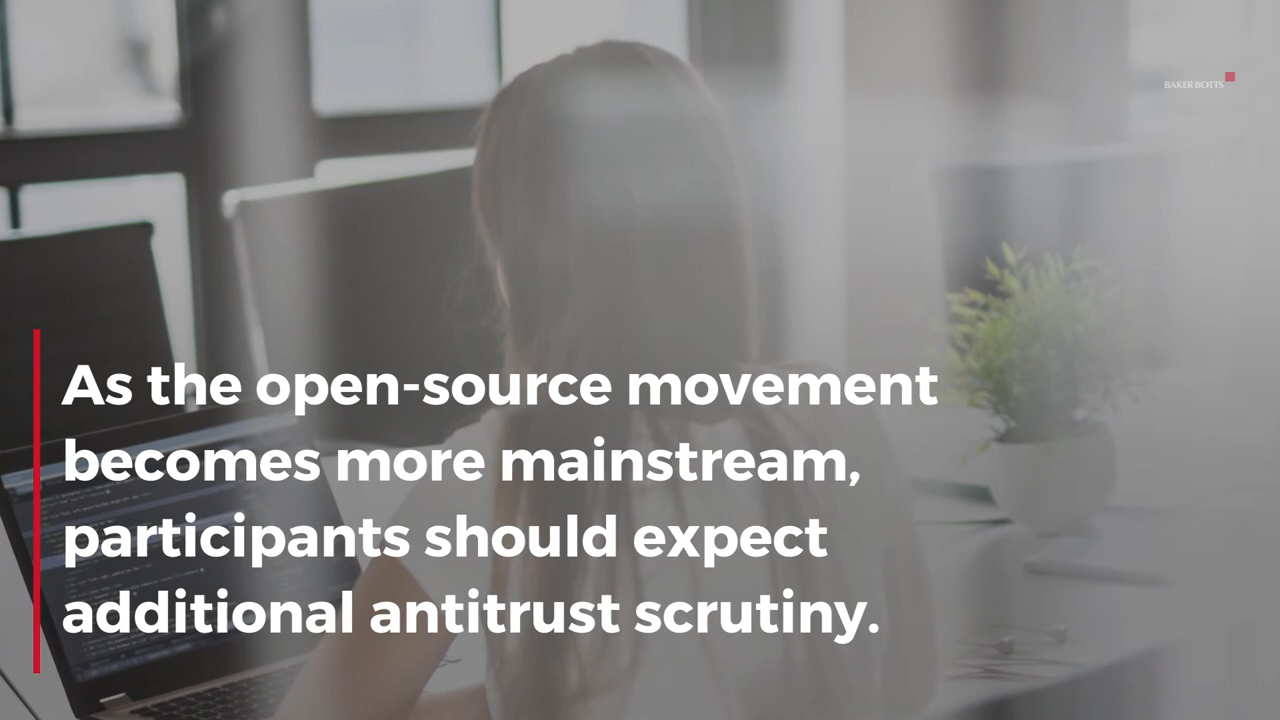 BAKER BOTTS
As the open-source movement
becomes more mainstream,
participants should expect
additional antitrust scrutiny.